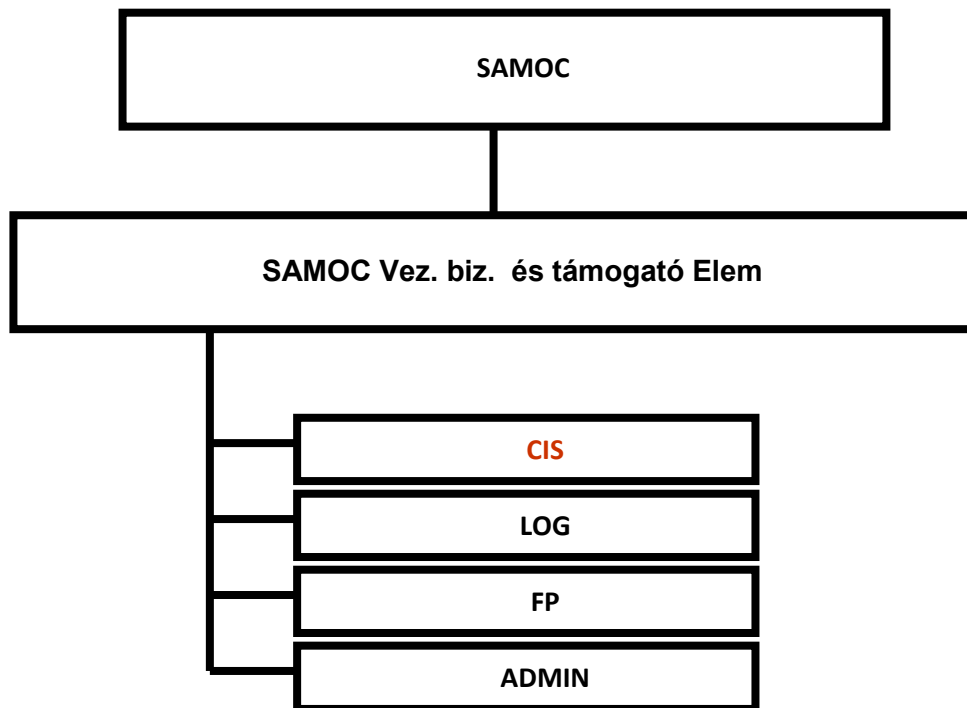 SAMOC
SAMOC Vez. biz. és támogató Elem
CIS
LOG
FP
ADMIN